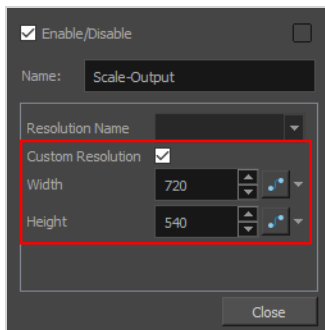 Enable/Disable
Name: Scale-Output
Resolution Name
Custom Resolution
Width 720
Height 540
Close